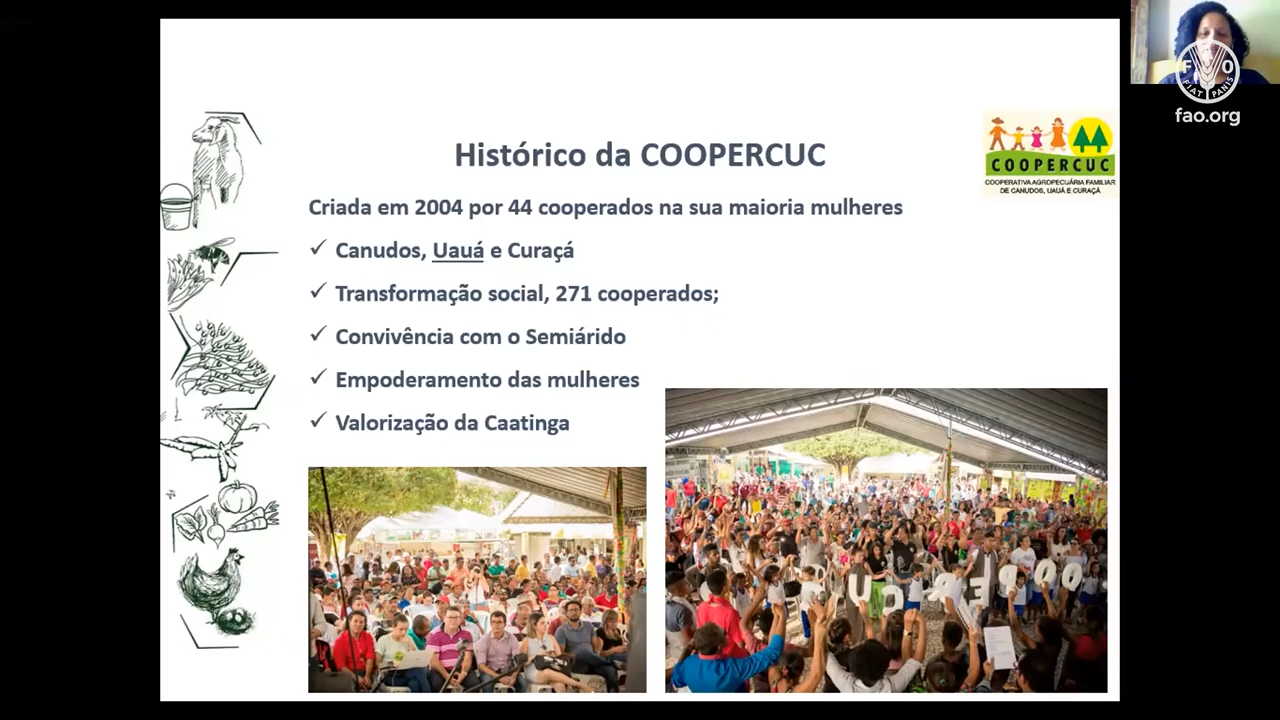 Histórico da COOPERCUC
Criada em 2004 por 44 cooperados na sua maioria mulheres
✓ Canudos, Uauá e Curaçá
✓ Transformação social, 271 cooperados;
✓ Convivência com o Semiárido
✓ Empoderamento das mulheres
✓ Valorização da Caatinga
COOPERCUC
COOPERATIVA AGROPECUÁRIA FAMILIAR
DE CANUDOS, UAUÁ E CURAÇÁ
F O
FIAT PANIS
fao.org